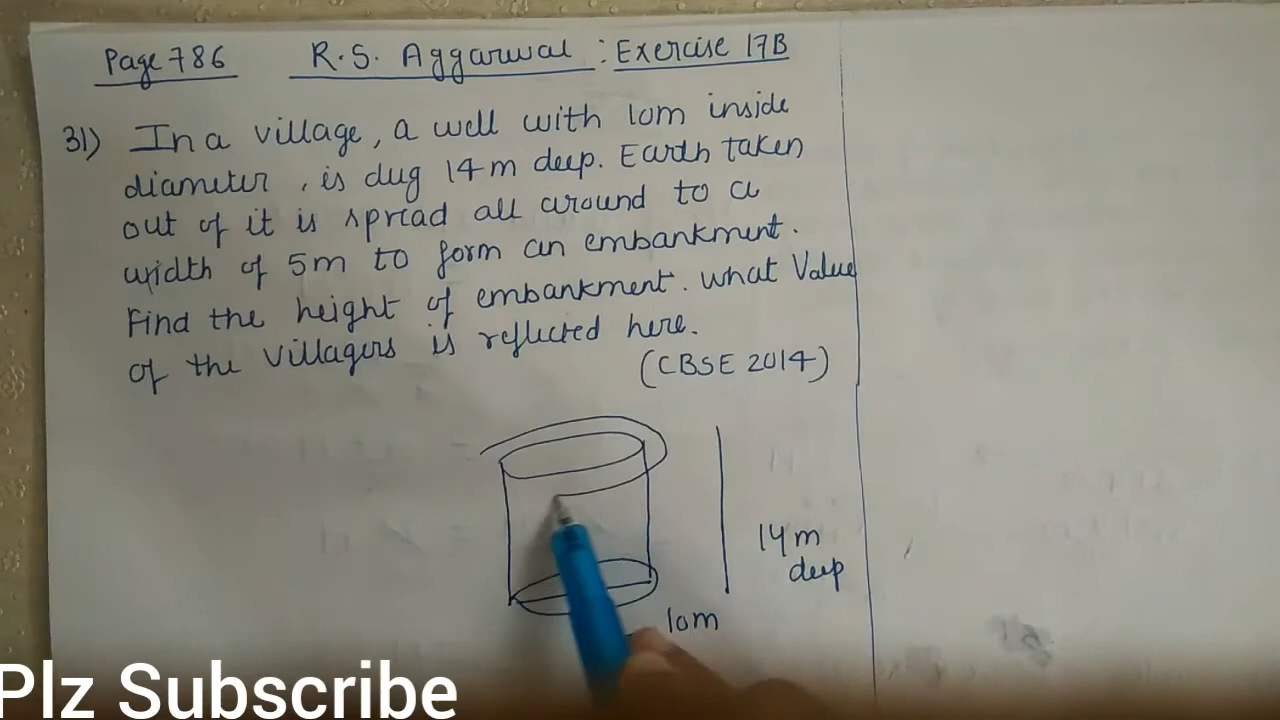 Page 786 R.S. Aggarwal : Exercise 17B
31) In a village, a well with 10m inside
diameter, is dug 14m deep. Earth taken
out of it is spread all around to a
width of 5m to form an embankment.
Find the height of embankment. what Value
of the villagers is reflected here.
(CBSE 2014)
14m
deep
10m
Plz Subscribe